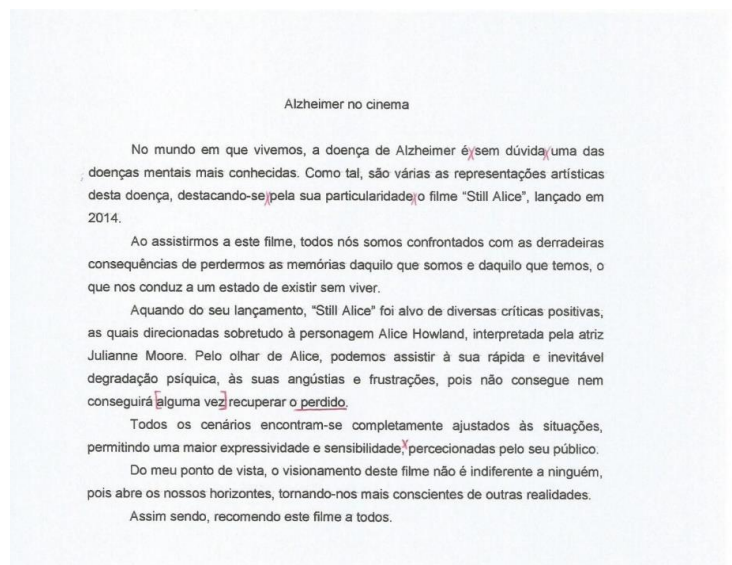 Alzheimer no cinema
No mundo em que vivemos, a doença de Alzheimer é sem dúvida uma das
doenças mentais mais conhecidas. Como tal, são várias as representações artísticas
desta doença, destacando-se pela sua particularidade o filme “Still Alice”, lançado em
2014.
Ao assistirmos a este filme, todos nós somos confrontados com as derradeiras
consequências de perdermos as memórias daquilo que somos e daquilo que temos, o
que nos conduz a um estado de existir sem viver.
Aquando do seu lançamento, “Still Alice” foi alvo de diversas críticas positivas,
as quais direcionadas sobretudo à personagem Alice Howland, interpretada pela atriz
Julianne Moore. Pelo olhar de Alice, podemos assistir à sua rápida e inevitável
degradação psíquica, às suas angústias e frustrações, pois não consegue nem
conseguirá [alguma vez] recuperar o perdido.
Todos os cenários encontram-se completamente ajustados às situações,
permitindo uma maior expressividade e sensibilidade, percecionadas pelo seu público.
Do meu ponto de vista, o visionamento deste filme não é indiferente a ninguém,
pois abre os nossos horizontes, tornando-nos mais conscientes de outras realidades.
Assim sendo, recomendo este filme a todos.